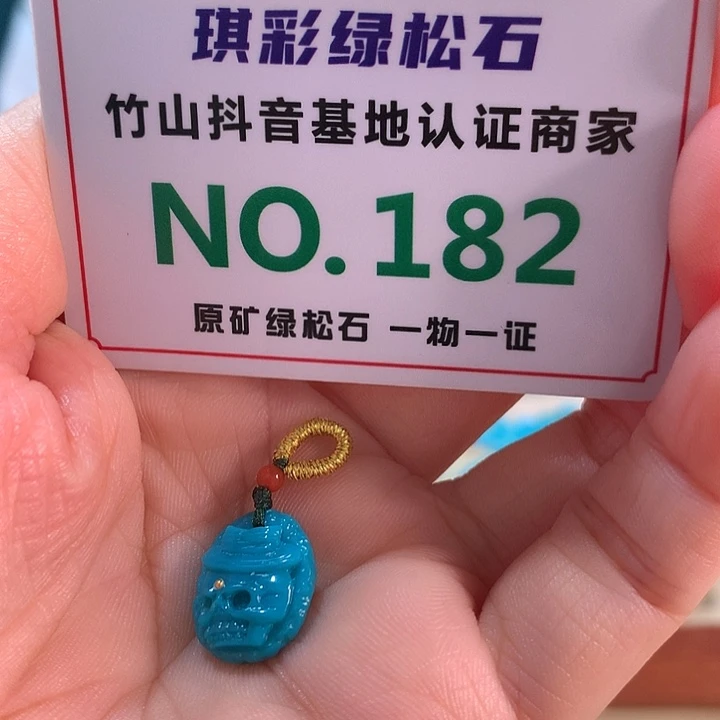 琪彩绿松石
竹山抖音基地认证商家
NO.182
原矿绿松石 一物一证